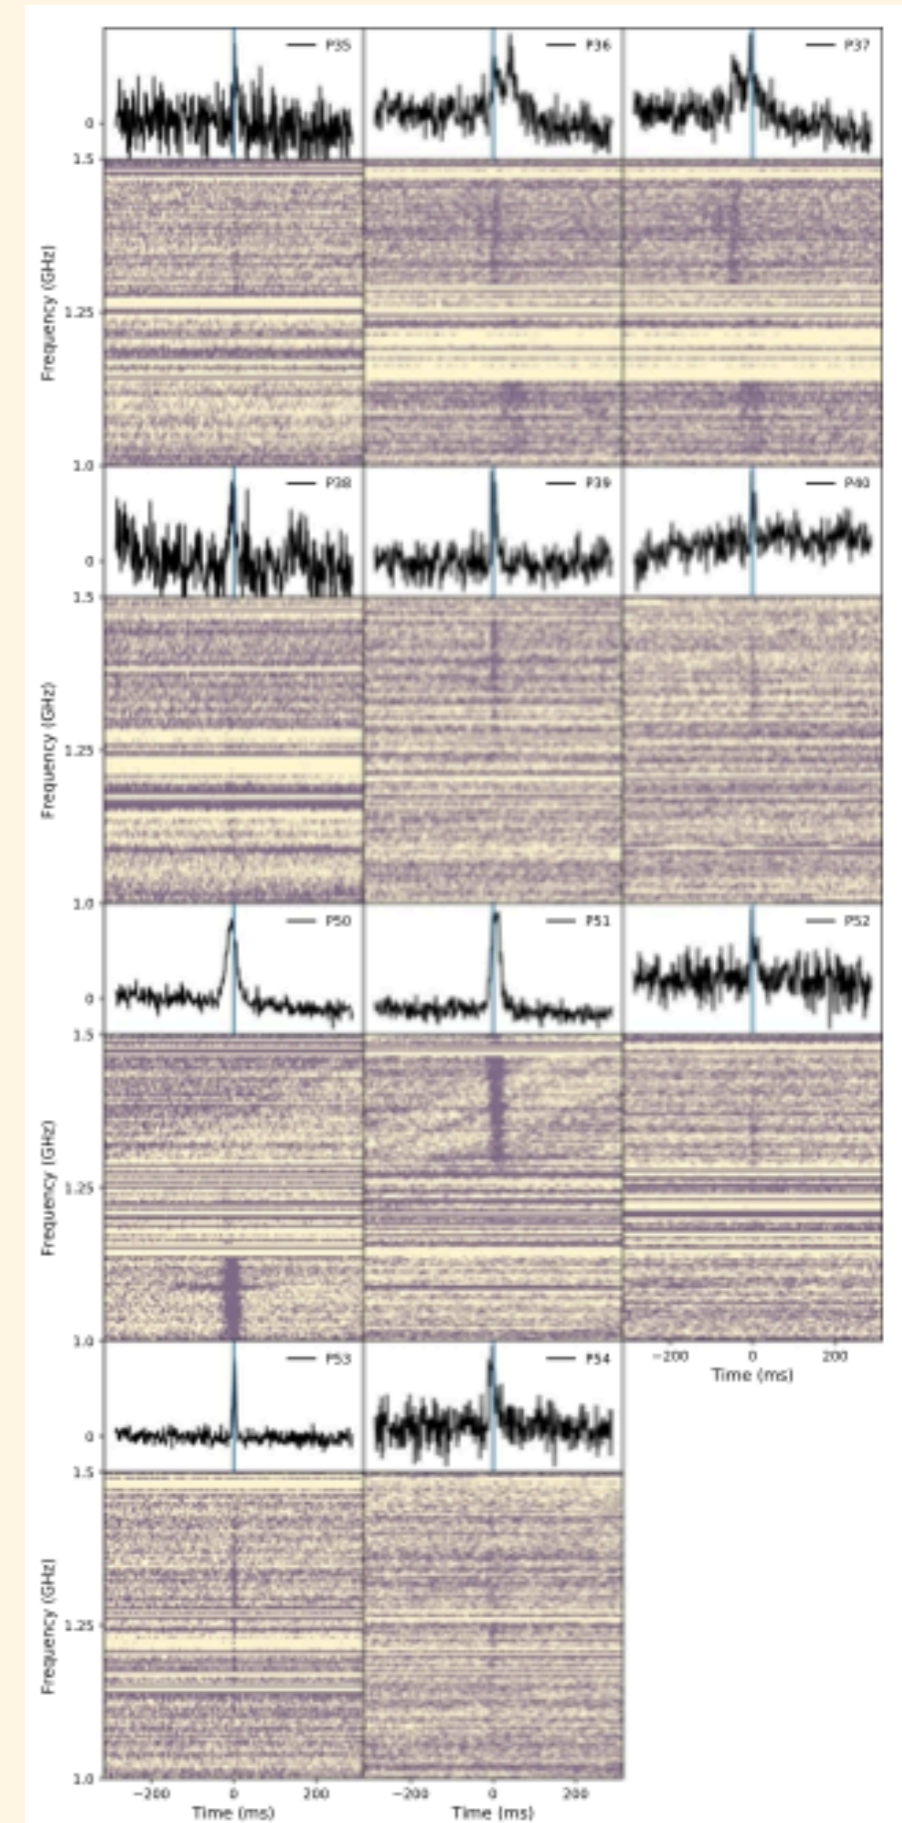 P35 P36 P37
0
1.5
Frequency (GHz)
1.25
1.0
P38 P39 P40
0
1.5
Frequency (GHz)
1.25
1.0
P50 P51 P52
0
1.5
Frequency (GHz)
1.25
1.0
−200 0 200
Time (ms)
P53 P54
0
1.5
Frequency (GHz)
1.25
1.0
−200 0 200 −200 0 200
Time (ms) Time (ms)